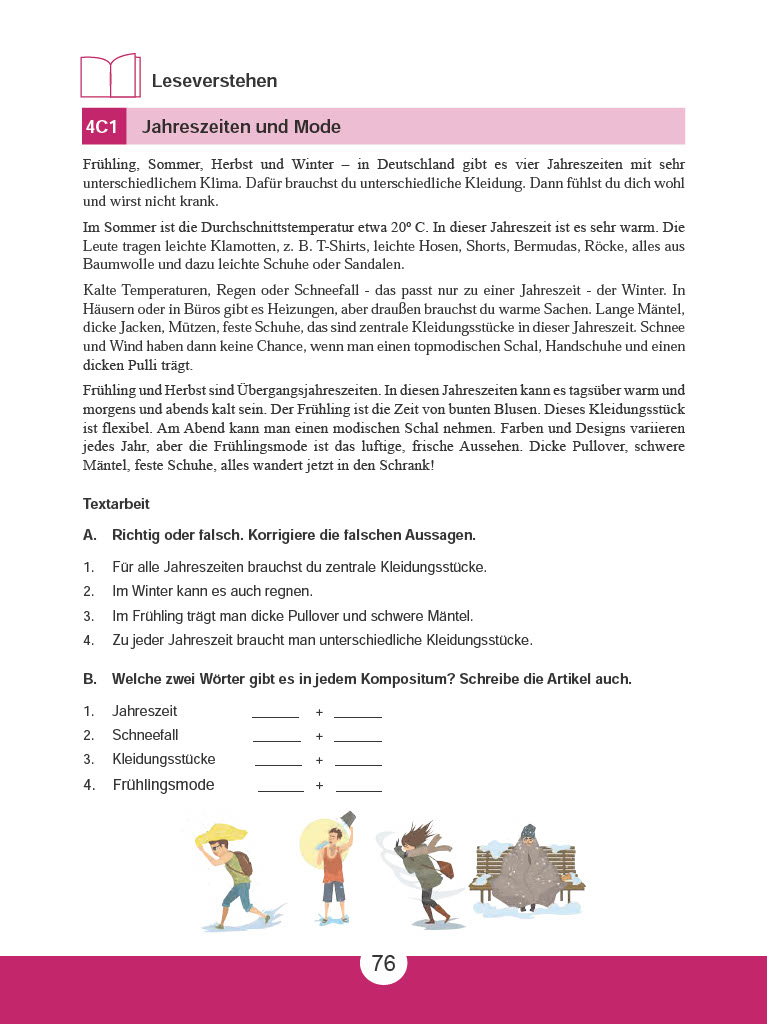 Leseverstehen
4C1 Jahreszeiten und Mode
Frühling, Sommer, Herbst und Winter – in Deutschland gibt es vier Jahreszeiten mit sehr
unterschiedlichem Klima. Dafür brauchst du unterschiedliche Kleidung. Dann fühlst du dich wohl
und wirst nicht krank.
Im Sommer ist die Durchschnittstemperatur etwa 20º C. In dieser Jahreszeit ist es sehr warm. Die
Leute tragen leichte Klamotten, z. B. T-Shirts, leichte Hosen, Shorts, Bermudas, Röcke, alles aus
Baumwolle und dazu leichte Schuhe oder Sandalen.
Kalte Temperaturen, Regen oder Schneefall - das passt nur zu einer Jahreszeit - der Winter. In
Häusern oder in Büros gibt es Heizungen, aber draußen brauchst du warme Sachen. Lange Mäntel,
dicke Jacken, Mützen, feste Schuhe, das sind zentrale Kleidungsstücke in dieser Jahreszeit. Schnee
und Wind haben dann keine Chance, wenn man einen topmodischen Schal, Handschuhe und einen
dicken Pulli trägt.
Frühling und Herbst sind Übergangsjahreszeiten. In diesen Jahreszeiten kann es tagsüber warm und
morgens und abends kalt sein. Der Frühling ist die Zeit von bunten Blusen. Dieses Kleidungsstück
ist flexibel. Am Abend kann man einen modischen Schal nehmen. Farben und Designs variieren
jedes Jahr, aber die Frühlingsmode ist das luftige, frische Aussehen. Dicke Pullover, schwere
Mäntel, feste Schuhe, alles wandert jetzt in den Schrank!
Textarbeit
A. Richtig oder falsch. Korrigiere die falschen Aussagen.
1. Für alle Jahreszeiten brauchst du zentrale Kleidungsstücke.
2. Im Winter kann es auch regnen.
3. Im Frühling trägt man dicke Pullover und schwere Mäntel.
4. Zu jeder Jahreszeit braucht man unterschiedliche Kleidungsstücke.
B. Welche zwei Wörter gibt es in jedem Kompositum? Schreibe die Artikel auch.
1. Jahreszeit ______ + ______
2. Schneefall ______ + ______
3. Kleidungsstücke ______ + ______
4. Frühlingsmode ______ + ______
76